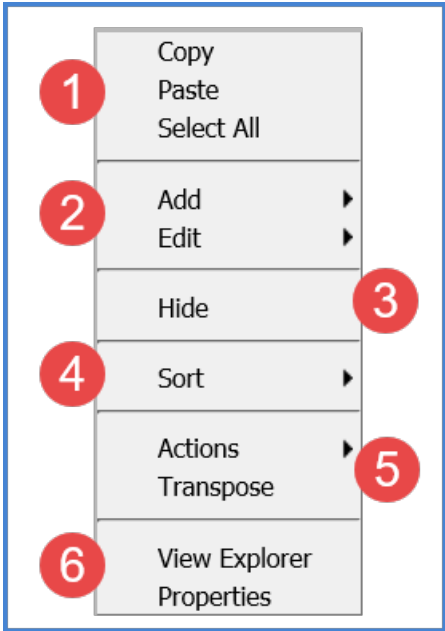 1
Copy
Paste
Select All
2
Add
Edit
3
Hide
4
Sort
5
Actions
Transpose
6
View Explorer
Properties